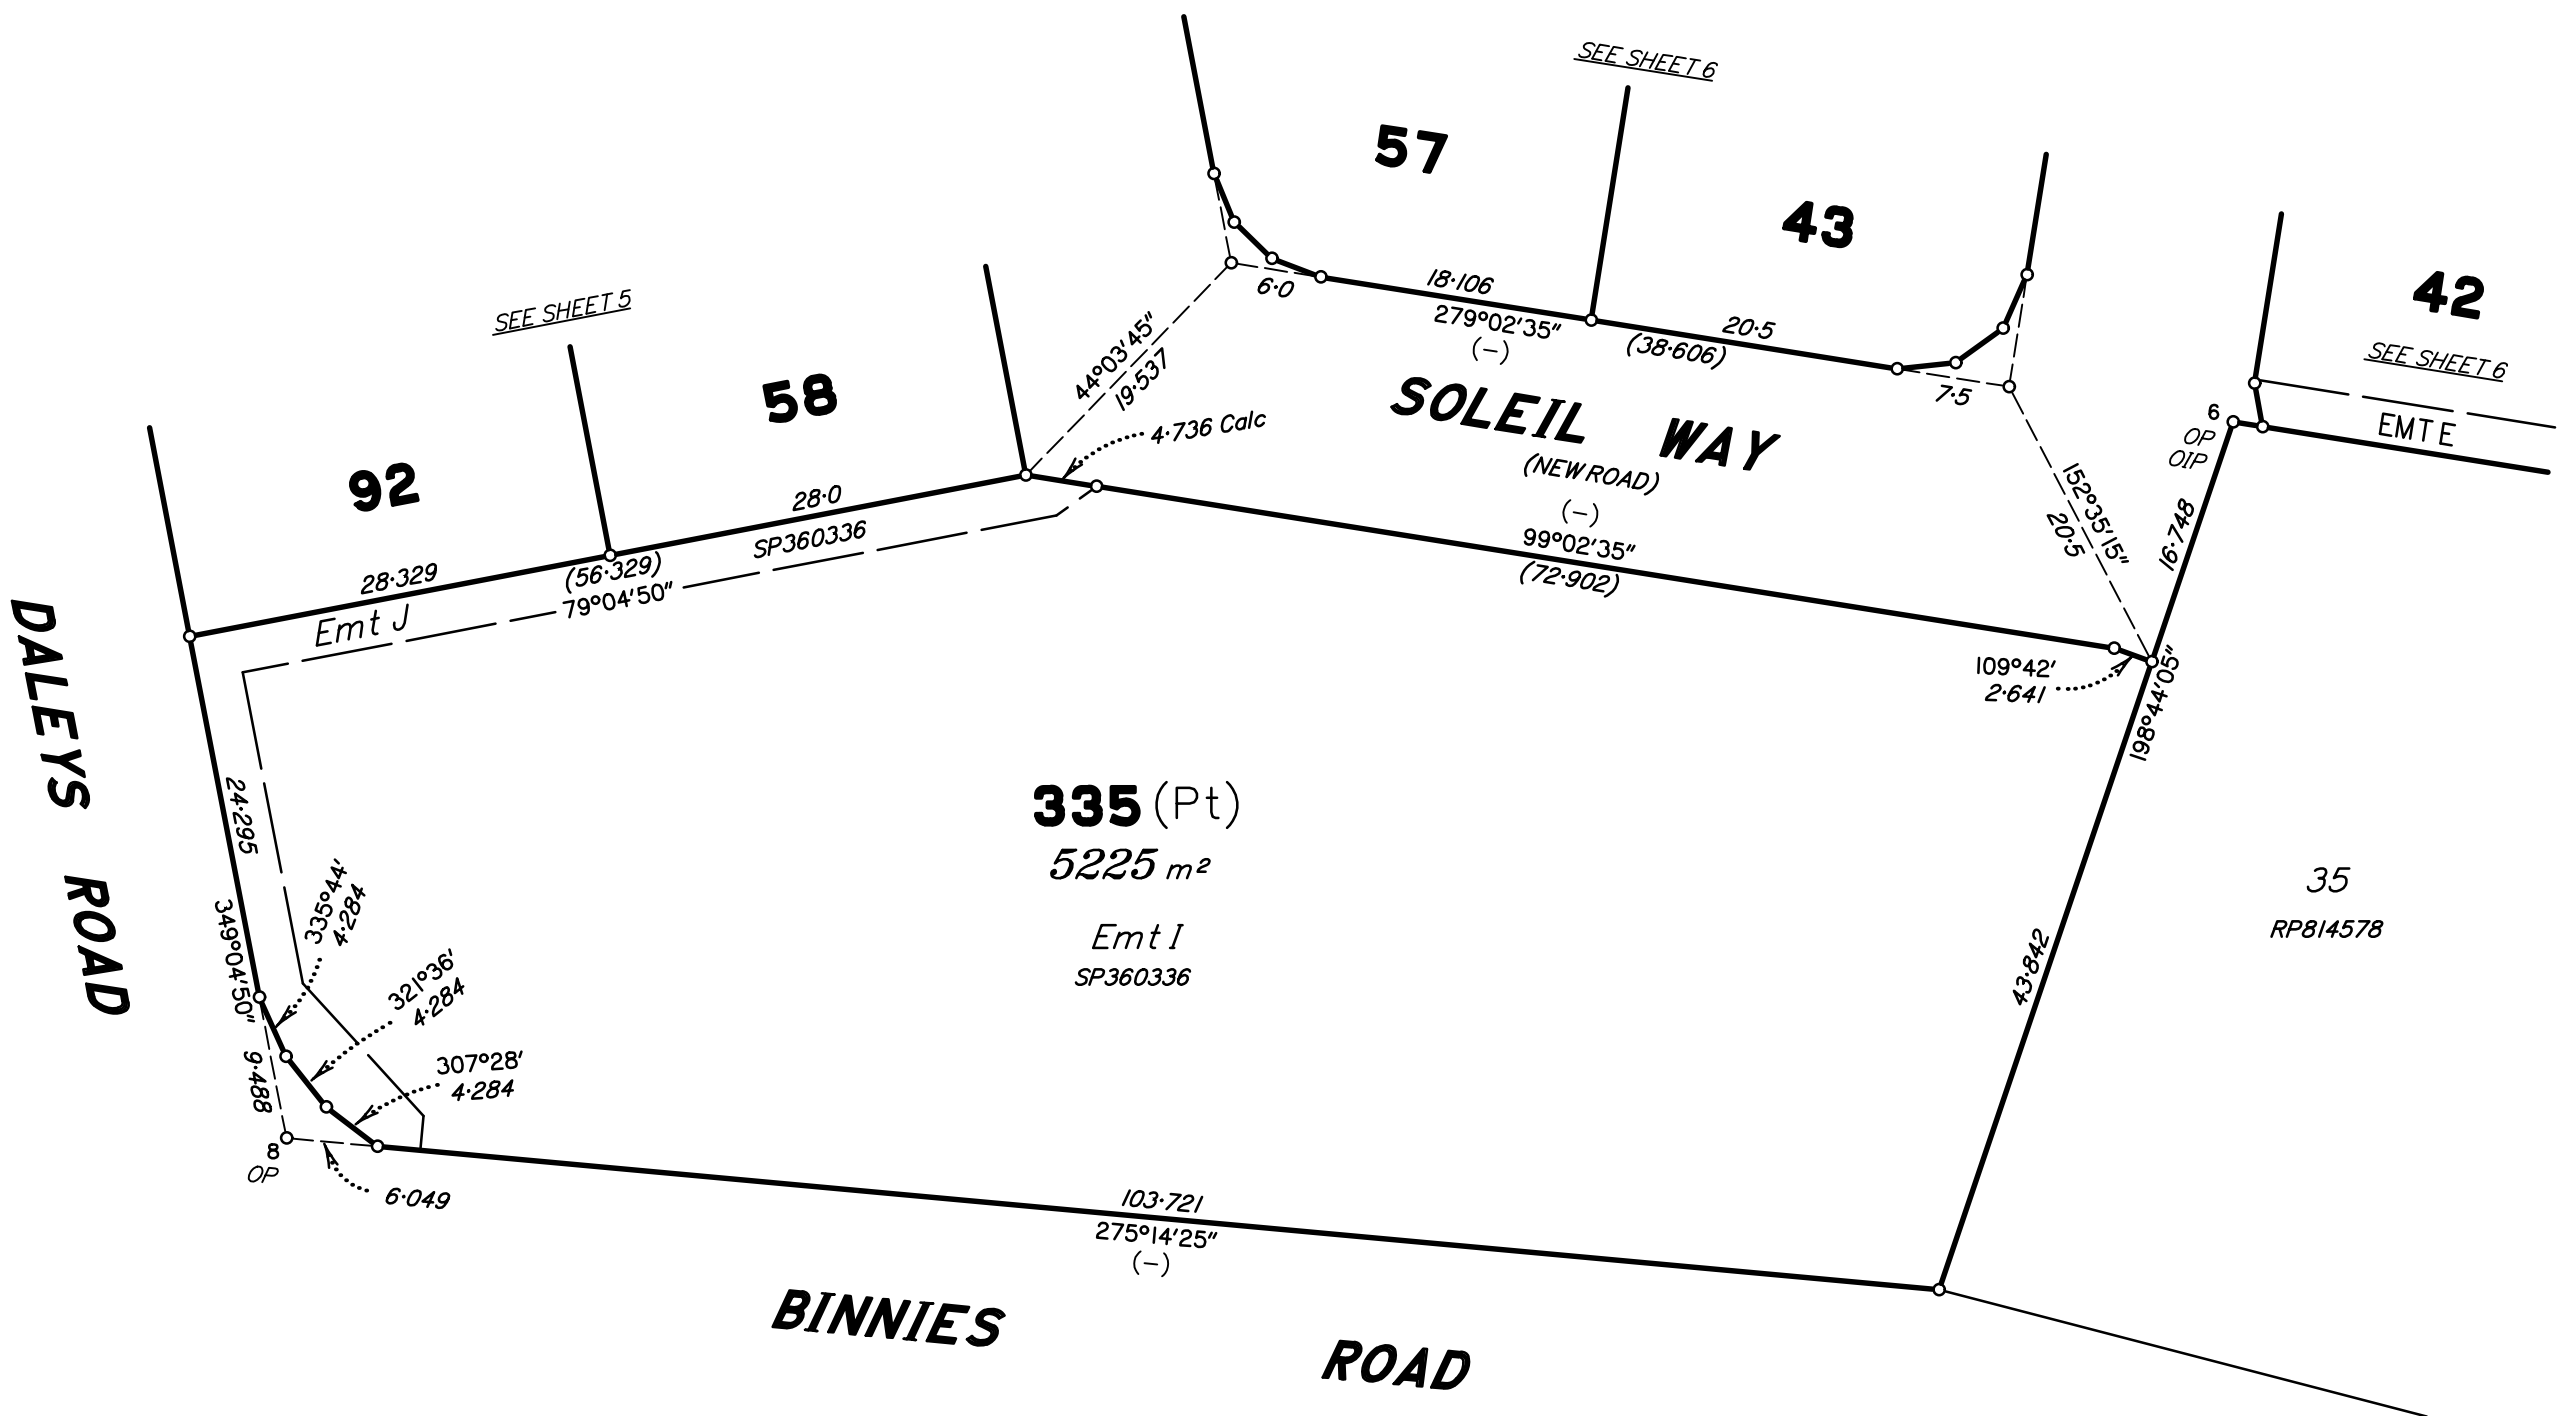 SEE SHEET 6
57
43
42
SEE SHEET 6
EMT E
6
OP
OIP
18·106
279°02'35"
(-)
20·5
(38·606)
6·0
7·5
44°03'45"
19·537
4·736 Calc
SOLEIL WAY
(NEW ROAD)
(-)
99°02'35"
(72·902)
152°35'15"
20·5
16·748
SEE SHEET 5
92
58
28·329
28·0
(56·329)
79°04'50"
SP360336
Emt J
109°42'
2·641
198°44'05"
DALEYS ROAD
24·295
349°04'50"
335°44'
4·284
321°36'
4·284
307°28'
4·284
9·488
8
OP
6·049
335 (Pt)
5225 m²
Emt I
SP360336
35
RP814578
43·842
103·721
275°14'25"
(-)
BINNIES ROAD